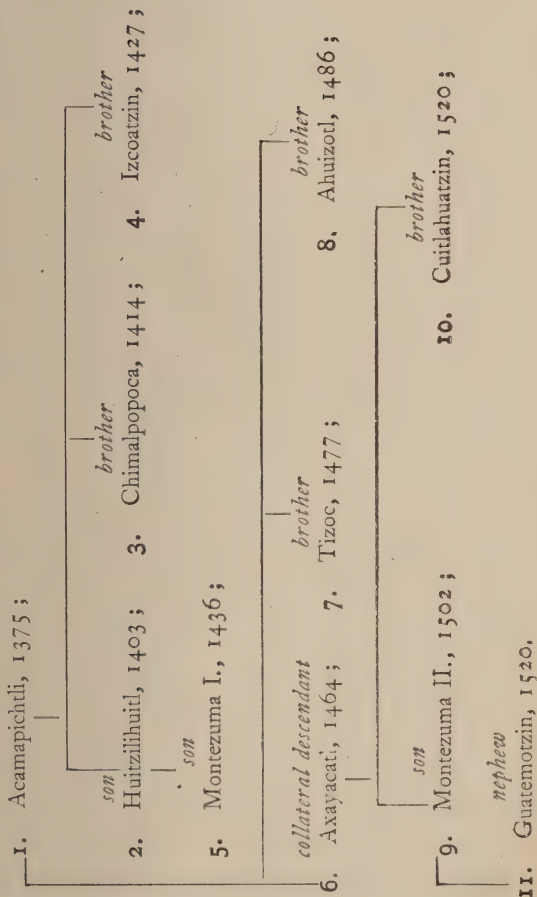 1. Acamapichtli, 1375;
son brother brother
2. Huitzilihuitl, 1403; 3. Chimalpopoca, 1414; 4. Izcoatzin, 1427;
son
5. Montezuma I., 1436;
collateral descendant brother brother
6. Axayacatl, 1464; 7. Tizoc, 1477; 8. Ahuizotl, 1486;
son brother
9. Montezuma II., 1502; 10. Cuitlahuatzin, 1520;
nephew
11. Guatemotzin, 1520.